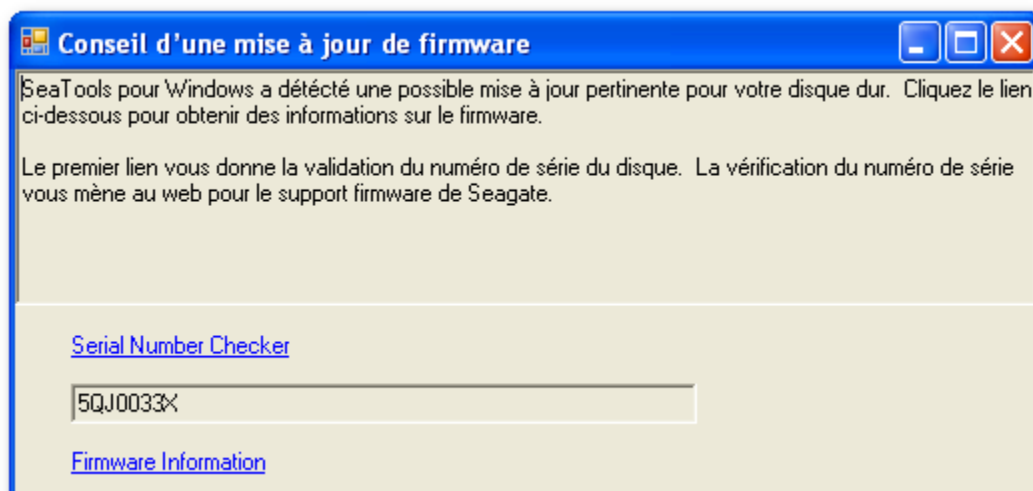 Conseil d'une mise à jour de firmware
SeaTools pour Windows a détécté une possible mise à jour pertinente pour votre disque dur.  Cliquez le lien
ci-dessous pour obtenir des informations sur le firmware.
Le premier lien vous donne la validation du numéro de série du disque.  La vérification du numéro de série
vous mène au web pour le support firmware de Seagate.
Serial Number Checker
5QJ0033X
Firmware Information